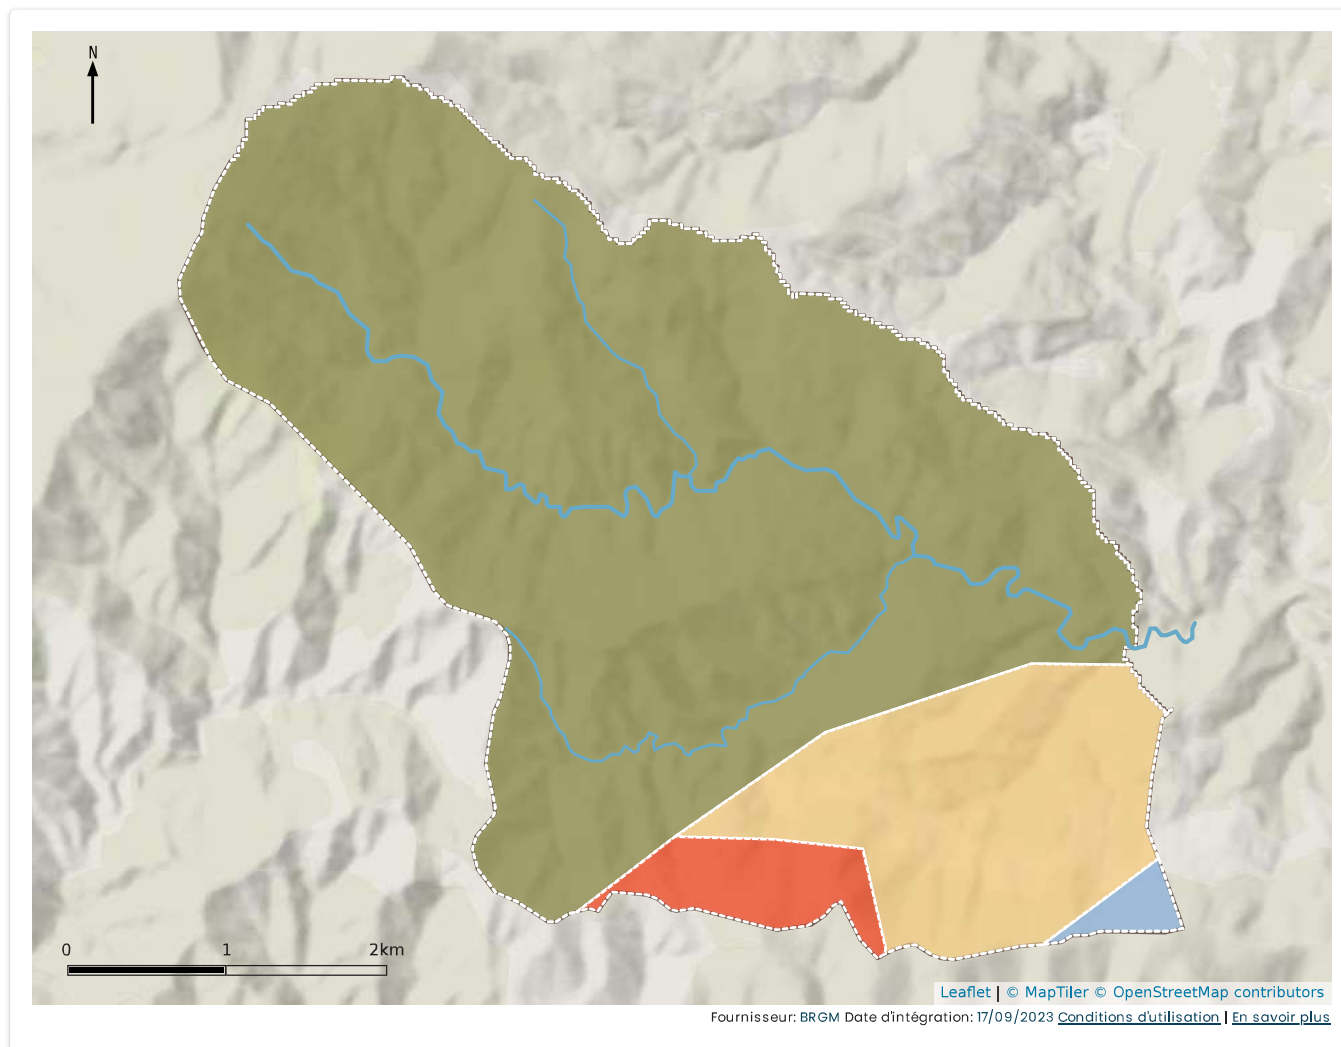 N
0 1 2km
Leaflet | © MapTiler © OpenStreetMap contributors
Fournisseur: BRGM Date d'intégration: 17/09/2023 Conditions d'utilisation | En savoir plus